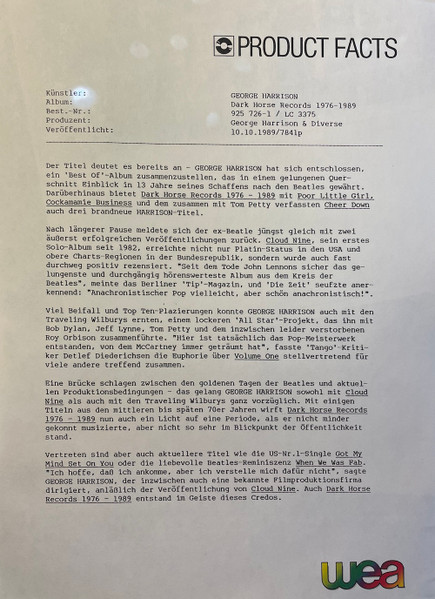 PRODUCT FACTS
Künstler: GEORGE HARRISON
Album: Dark Horse Records 1976-1989
Best.-Nr.: 925 726-1 / LC 3375
Produzent: George Harrison & Diverse
Veröffentlicht: 10.10.1989/784lp
Der Titel deutet es bereits an - GEORGE HARRISON hat sich entschlossen,
ein 'Best Of'-Album zusammenzustellen, das in einem gelungenen Quer-
schnitt Einblick in 13 Jahre seines Schaffens nach den Beatles gewährt.
Darüberhinaus bietet Dark Horse Records 1976 - 1989 mit Poor Little Girl,
Cockamamie Business und dem zusammen mit Tom Petty verfassten Cheer Down
auch drei brandneue HARRISON-Titel.
Nach längerer Pause meldete sich der ex-Beatle jüngst gleich mit zwei
äußerst erfolgreichen Veröffentlichungen zurück. Cloud Nine, sein erstes
Solo-Album seit 1982, erreichte nicht nur Platin-Status in den USA und
obere Charts-Regionen in der Bundesrepublik, sondern wurde auch fast
durchweg positiv rezensiert. "Seit dem Tode John Lennons sicher das ge-
lungenste und durchgängig hörenswerteste Album aus dem Kreis der
Beatles", meinte das Berliner 'Tip'-Magazin, und 'Die Zeit' seufzte aner-
kennend: "Anachronistischer Pop vielleicht, aber schön anachronistisch!".
Viel Beifall und Top Ten-Plazierungen konnte GEORGE HARRISON auch mit den
Traveling Wilburys ernten, einem lockeren 'All Star'-Projekt, das ihn mit
Bob Dylan, Jeff Lynne, Tom Petty und dem inzwischen leider verstorbenen
Roy Orbison zusammenführte. "Hier ist tatsächlich das Pop-Meisterwerk
entstanden, von dem McCartney immer geträumt hat", fasste 'Tango'-Kriti-
ker Detlef Diederichsen die Euphorie über Volume One stellvertretend für
viele andere treffend zusammen.
Eine Brücke schlagen zwischen den goldenen Tagen der Beatles und aktuel-
len Produktionsbedingungen - das gelang GEORGE HARRISON sowohl mit Cloud
Nine als auch mit den Traveling Wilburys ganz vorzüglich. Mit einigen
Titeln aus den mittleren bis späten 70er Jahren wirft Dark Horse Records
1976 - 1989 nun auch ein Licht auf eine Periode, als er nicht minder
gekonnt musizierte, aber nicht so sehr im Blickpunkt der Öffentlichkeit
stand.
Vertreten sind aber auch aktuellere Titel wie die US-Nr.1-Single Got My
Mind Set On You oder die liebevolle Beatles-Reminiszenz When We Was Fab.
"Ich hoffe, daß ich ankomme, aber ich verstelle mich dafür nicht", sagte
GEORGE HARRISON, der inzwischen auch eine bekannte Filmproduktionsfirma
dirigiert, anläßlich der Veröffentlichung von Cloud Nine. Auch Dark Horse
Records 1976 - 1989 entstand im Geiste dieses Credos.
wea